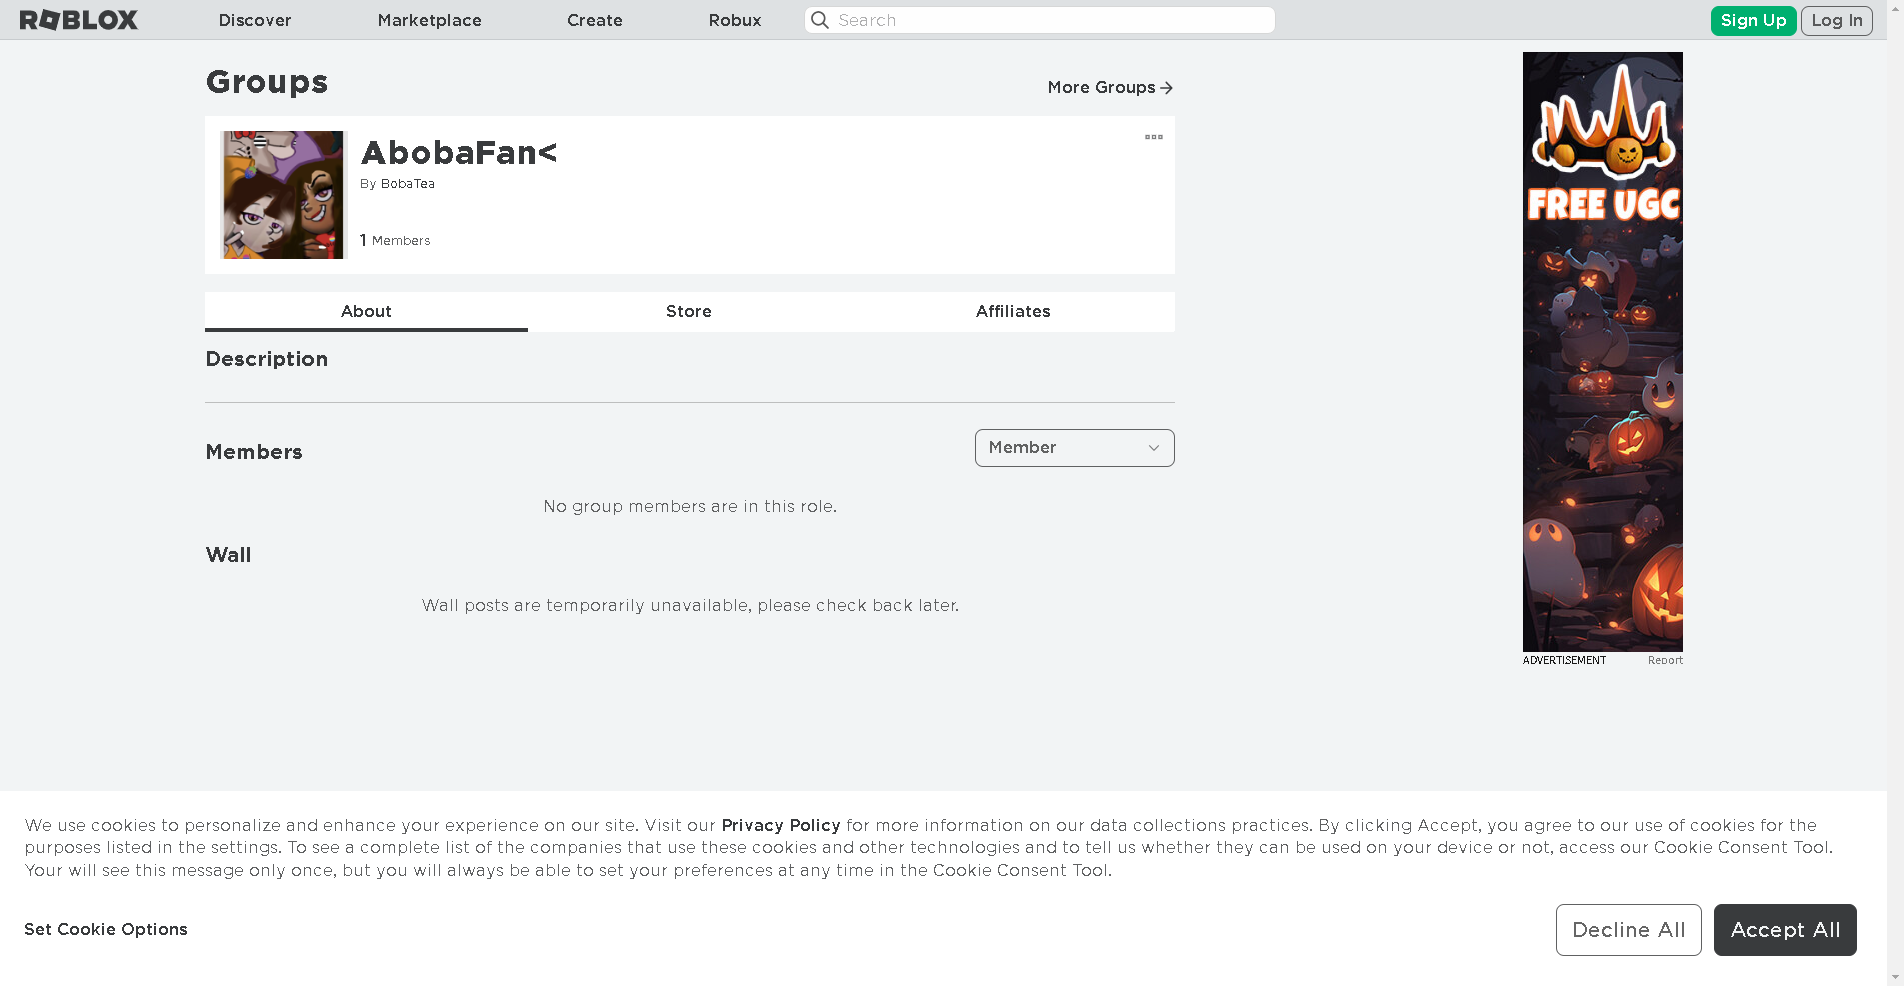 ROBLOX Discover Marketplace Create Robux Search Sign Up Log In
Groups
More Groups
AbobaFan<
By BobaTea
1 Members
About Store Affiliates
Description
Members
Member
No group members are in this role.
Wall
Wall posts are temporarily unavailable, please check back later.
FREE UGC
ADVERTISEMENT Report
We use cookies to personalize and enhance your experience on our site. Visit our Privacy Policy for more information on our data collections practices. By clicking Accept, you agree to our use of cookies for the
purposes listed in the settings. To see a complete list of the companies that use these cookies and other technologies and to tell us whether they can be used on your device or not, access our Cookie Consent Tool.
Your will see this message only once, but you will always be able to set your preferences at any time in the Cookie Consent Tool.
Set Cookie Options
Decline All
Accept All